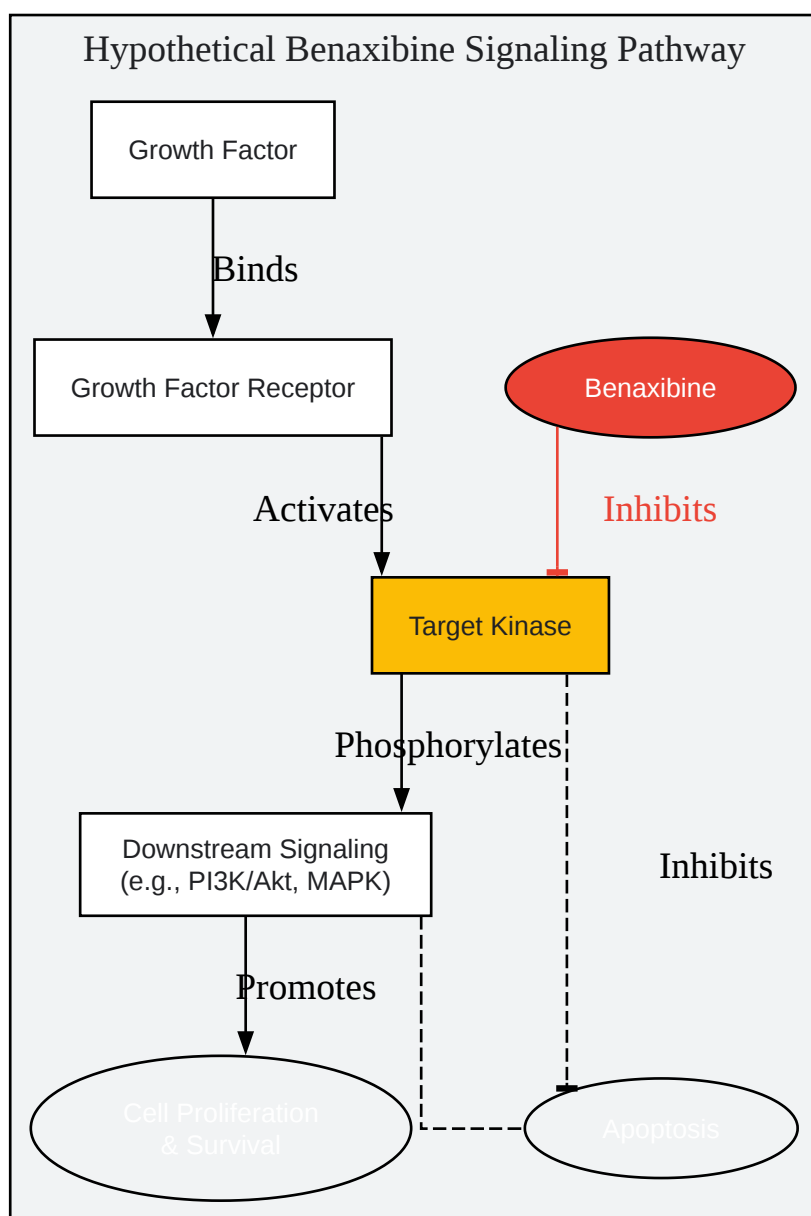 Hypothetical Benaxibine Signaling Pathway
Growth Factor
Binds
Growth Factor Receptor
Benaxibine
Activates
Inhibits
Target Kinase
Phosphorylates
Downstream Signaling
(e.g., PI3K/Akt, MAPK)
Inhibits
Promotes
Cell Proliferation
& Survival
Apoptosis